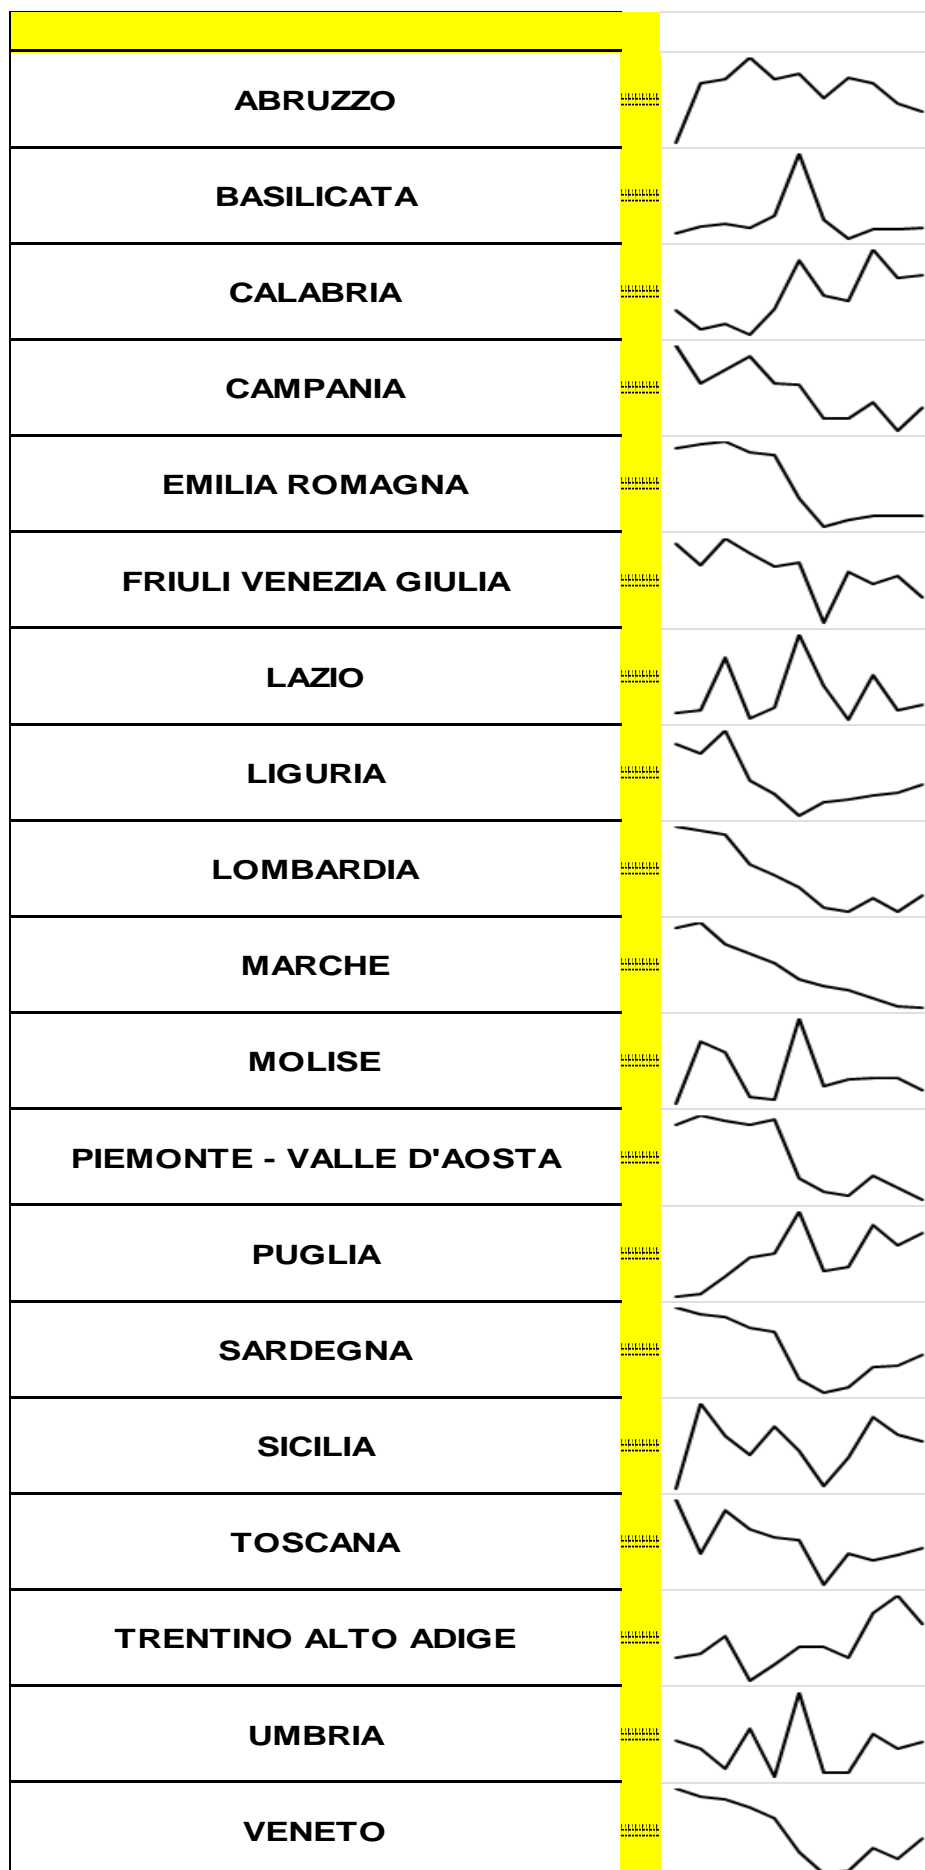 ABRUZZO
BASILICATA
CALABRIA
CAMPANIA
EMILIA ROMAGNA
FRIULI VENEZIA GIULIA
LAZIO
LIGURIA
LOMBARDIA
MARCHE
MOLISE
PIEMONTE - VALLE D'AOSTA
PUGLIA
SARDEGNA
SICILIA
TOSCANA
TRENTINO ALTO ADIGE
UMBRIA
VENETO